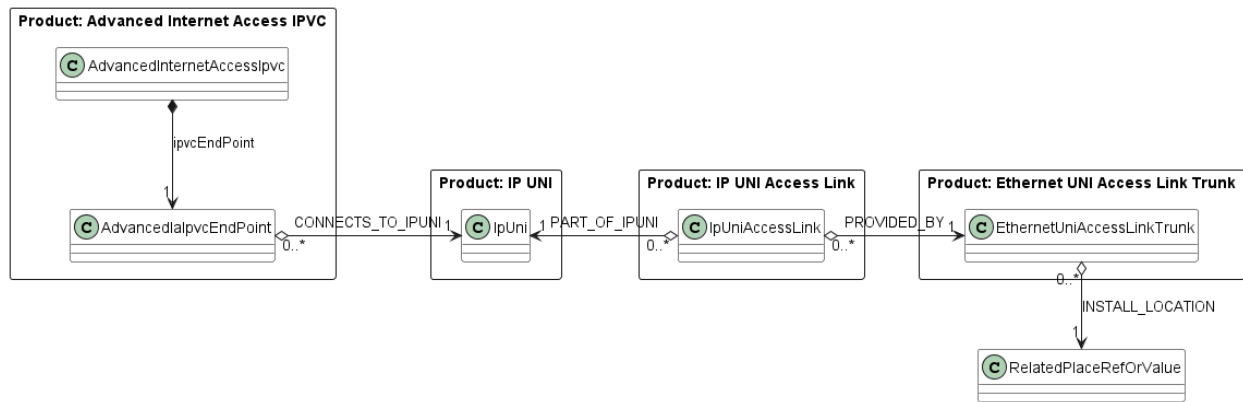 Product: Advanced Internet Access IPVC
C AdvancedInternetAccessIpvc
ipvcEndPoint
1
Product: IP UNI
Product: IP UNI Access Link
Product: Ethernet UNI Access Link Trunk
C AdvancedIaIpvcEndPoint
0..*
CONNECTS_TO_IPUNI
1
C IpUni
1
PART_OF_IPUNI
0..*
C IpUniAccessLink
0..*
PROVIDED_BY
1
C EthernetUniAccessLinkTrunk
0..*
INSTALL_LOCATION
1
C RelatedPlaceRefOrValue